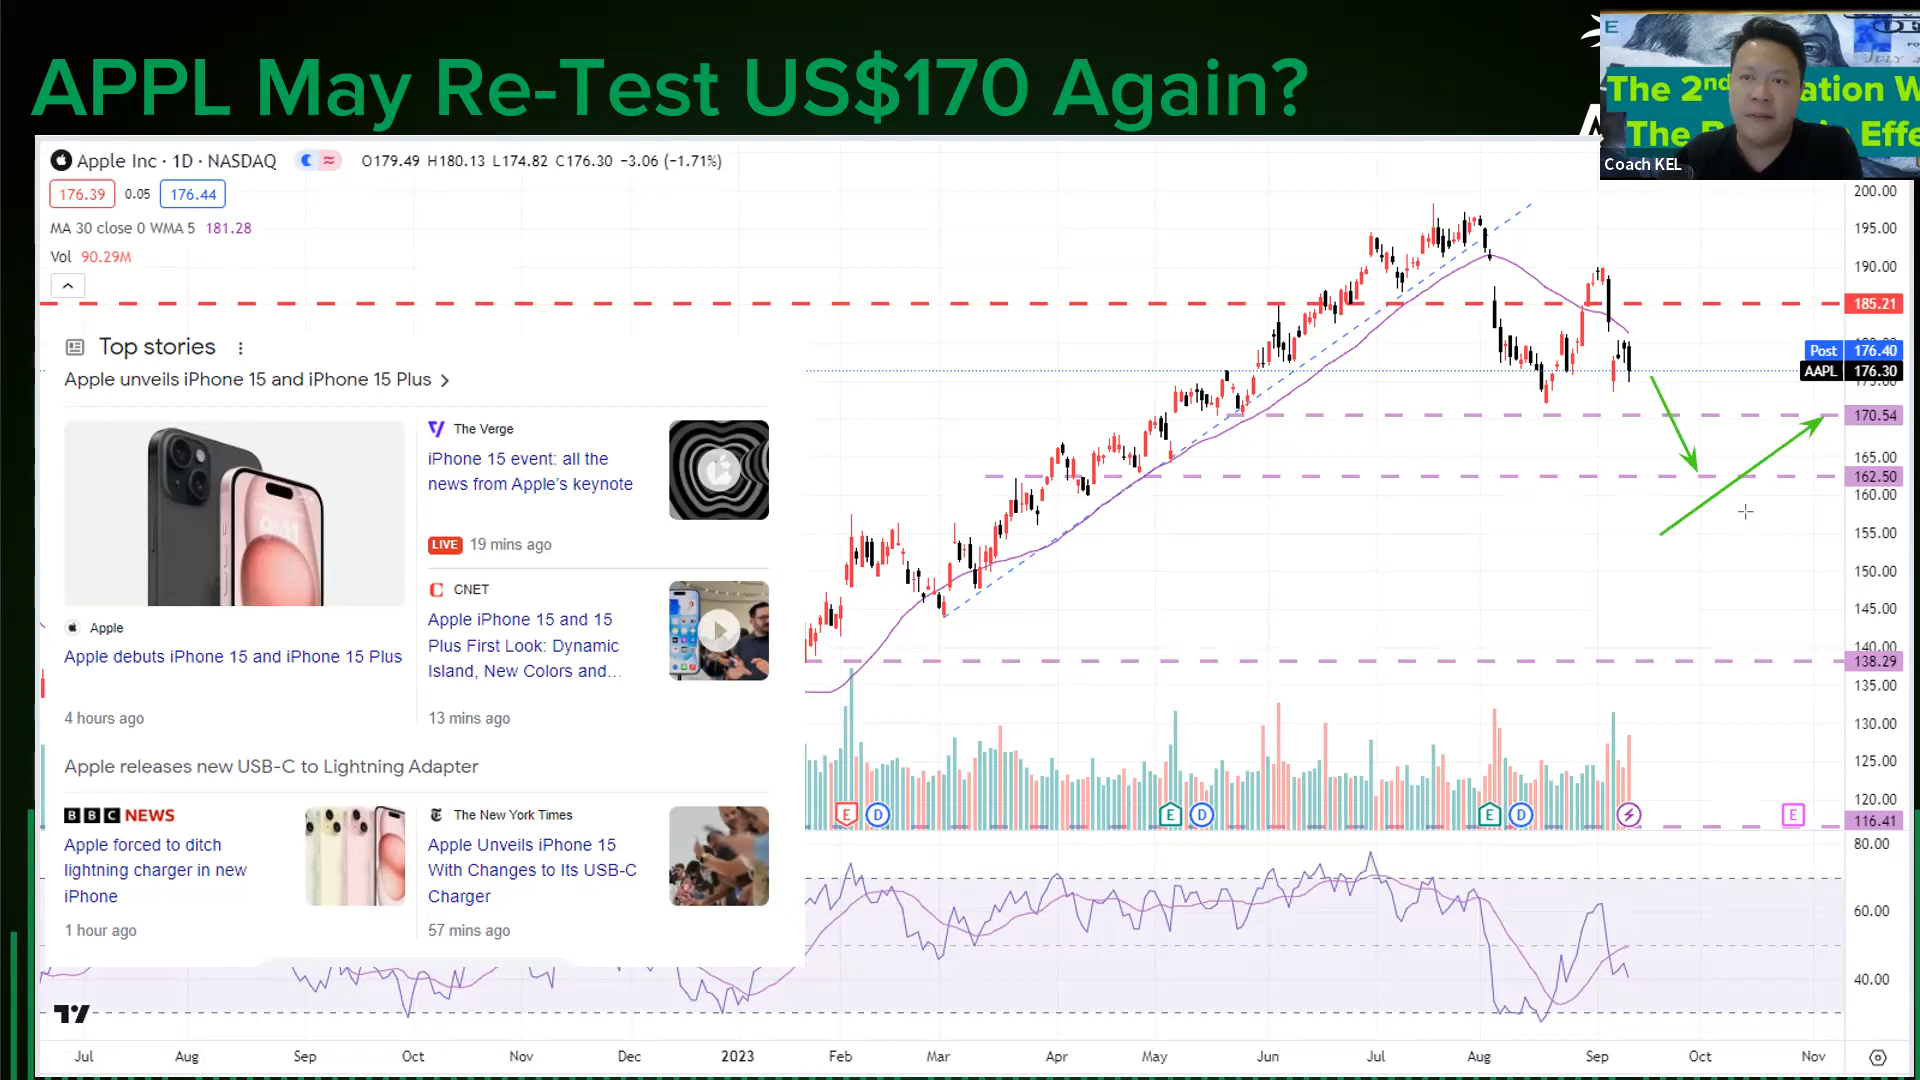 APPL May Re-Test US$170 Again?
The 2nd
ation W
The
Effe
Coach KEL
Apple Inc · 1D · NASDAQ
O179.49 H180.13 L174.82 C176.30 −3.06 (−1.71%)
176.39 0.05 176.44
MA 30 close 0 WMA 5 181.28
Vol 90.29M
Top stories
Apple unveils iPhone 15 and iPhone 15 Plus
Apple
Apple debuts iPhone 15 and iPhone 15 Plus
4 hours ago
The Verge
iPhone 15 event: all the
news from Apple's keynote
LIVE 19 mins ago
CNET
Apple iPhone 15 and 15
Plus First Look: Dynamic
Island, New Colors and...
13 mins ago
Apple releases new USB-C to Lightning Adapter
BBC NEWS
Apple forced to ditch
lightning charger in new
iPhone
1 hour ago
The New York Times
Apple Unveils iPhone 15
With Changes to Its USB-C
Charger
57 mins ago
200.00
195.00
190.00
185.21
Post 176.40
AAPL 176.30
175.00
170.54
165.00
162.50
160.00
155.00
150.00
145.00
140.00
138.29
135.00
130.00
125.00
120.00
116.41
E D E D E D E
80.00
60.00
40.00
Jul Aug Sep Oct Nov Dec 2023 Feb Mar Apr May Jun Jul Aug Sep Oct Nov